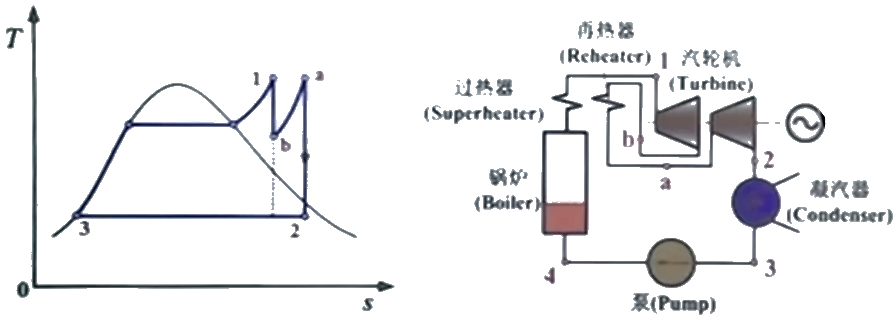 T
1
a
b
3
2
0
s
再热器
(Reheater)
1
汽轮机
(Turbine)
过热器
(Superheater)
b
a
2
锅炉
(Boiler)
凝汽器
(Condenser)
4
3
泵(Pump)